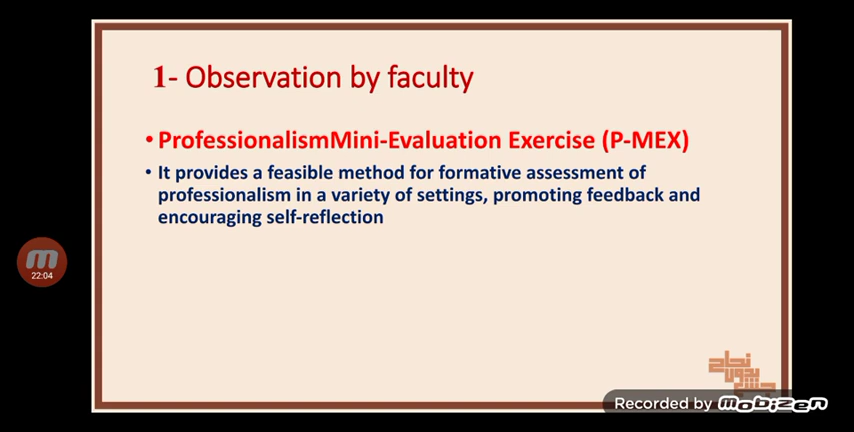 1- Observation by faculty
• ProfessionalismMini-Evaluation Exercise (P-MEX)
• It provides a feasible method for formative assessment of
professionalism in a variety of settings, promoting feedback and
encouraging self-reflection
22:04
Recorded by mobizen